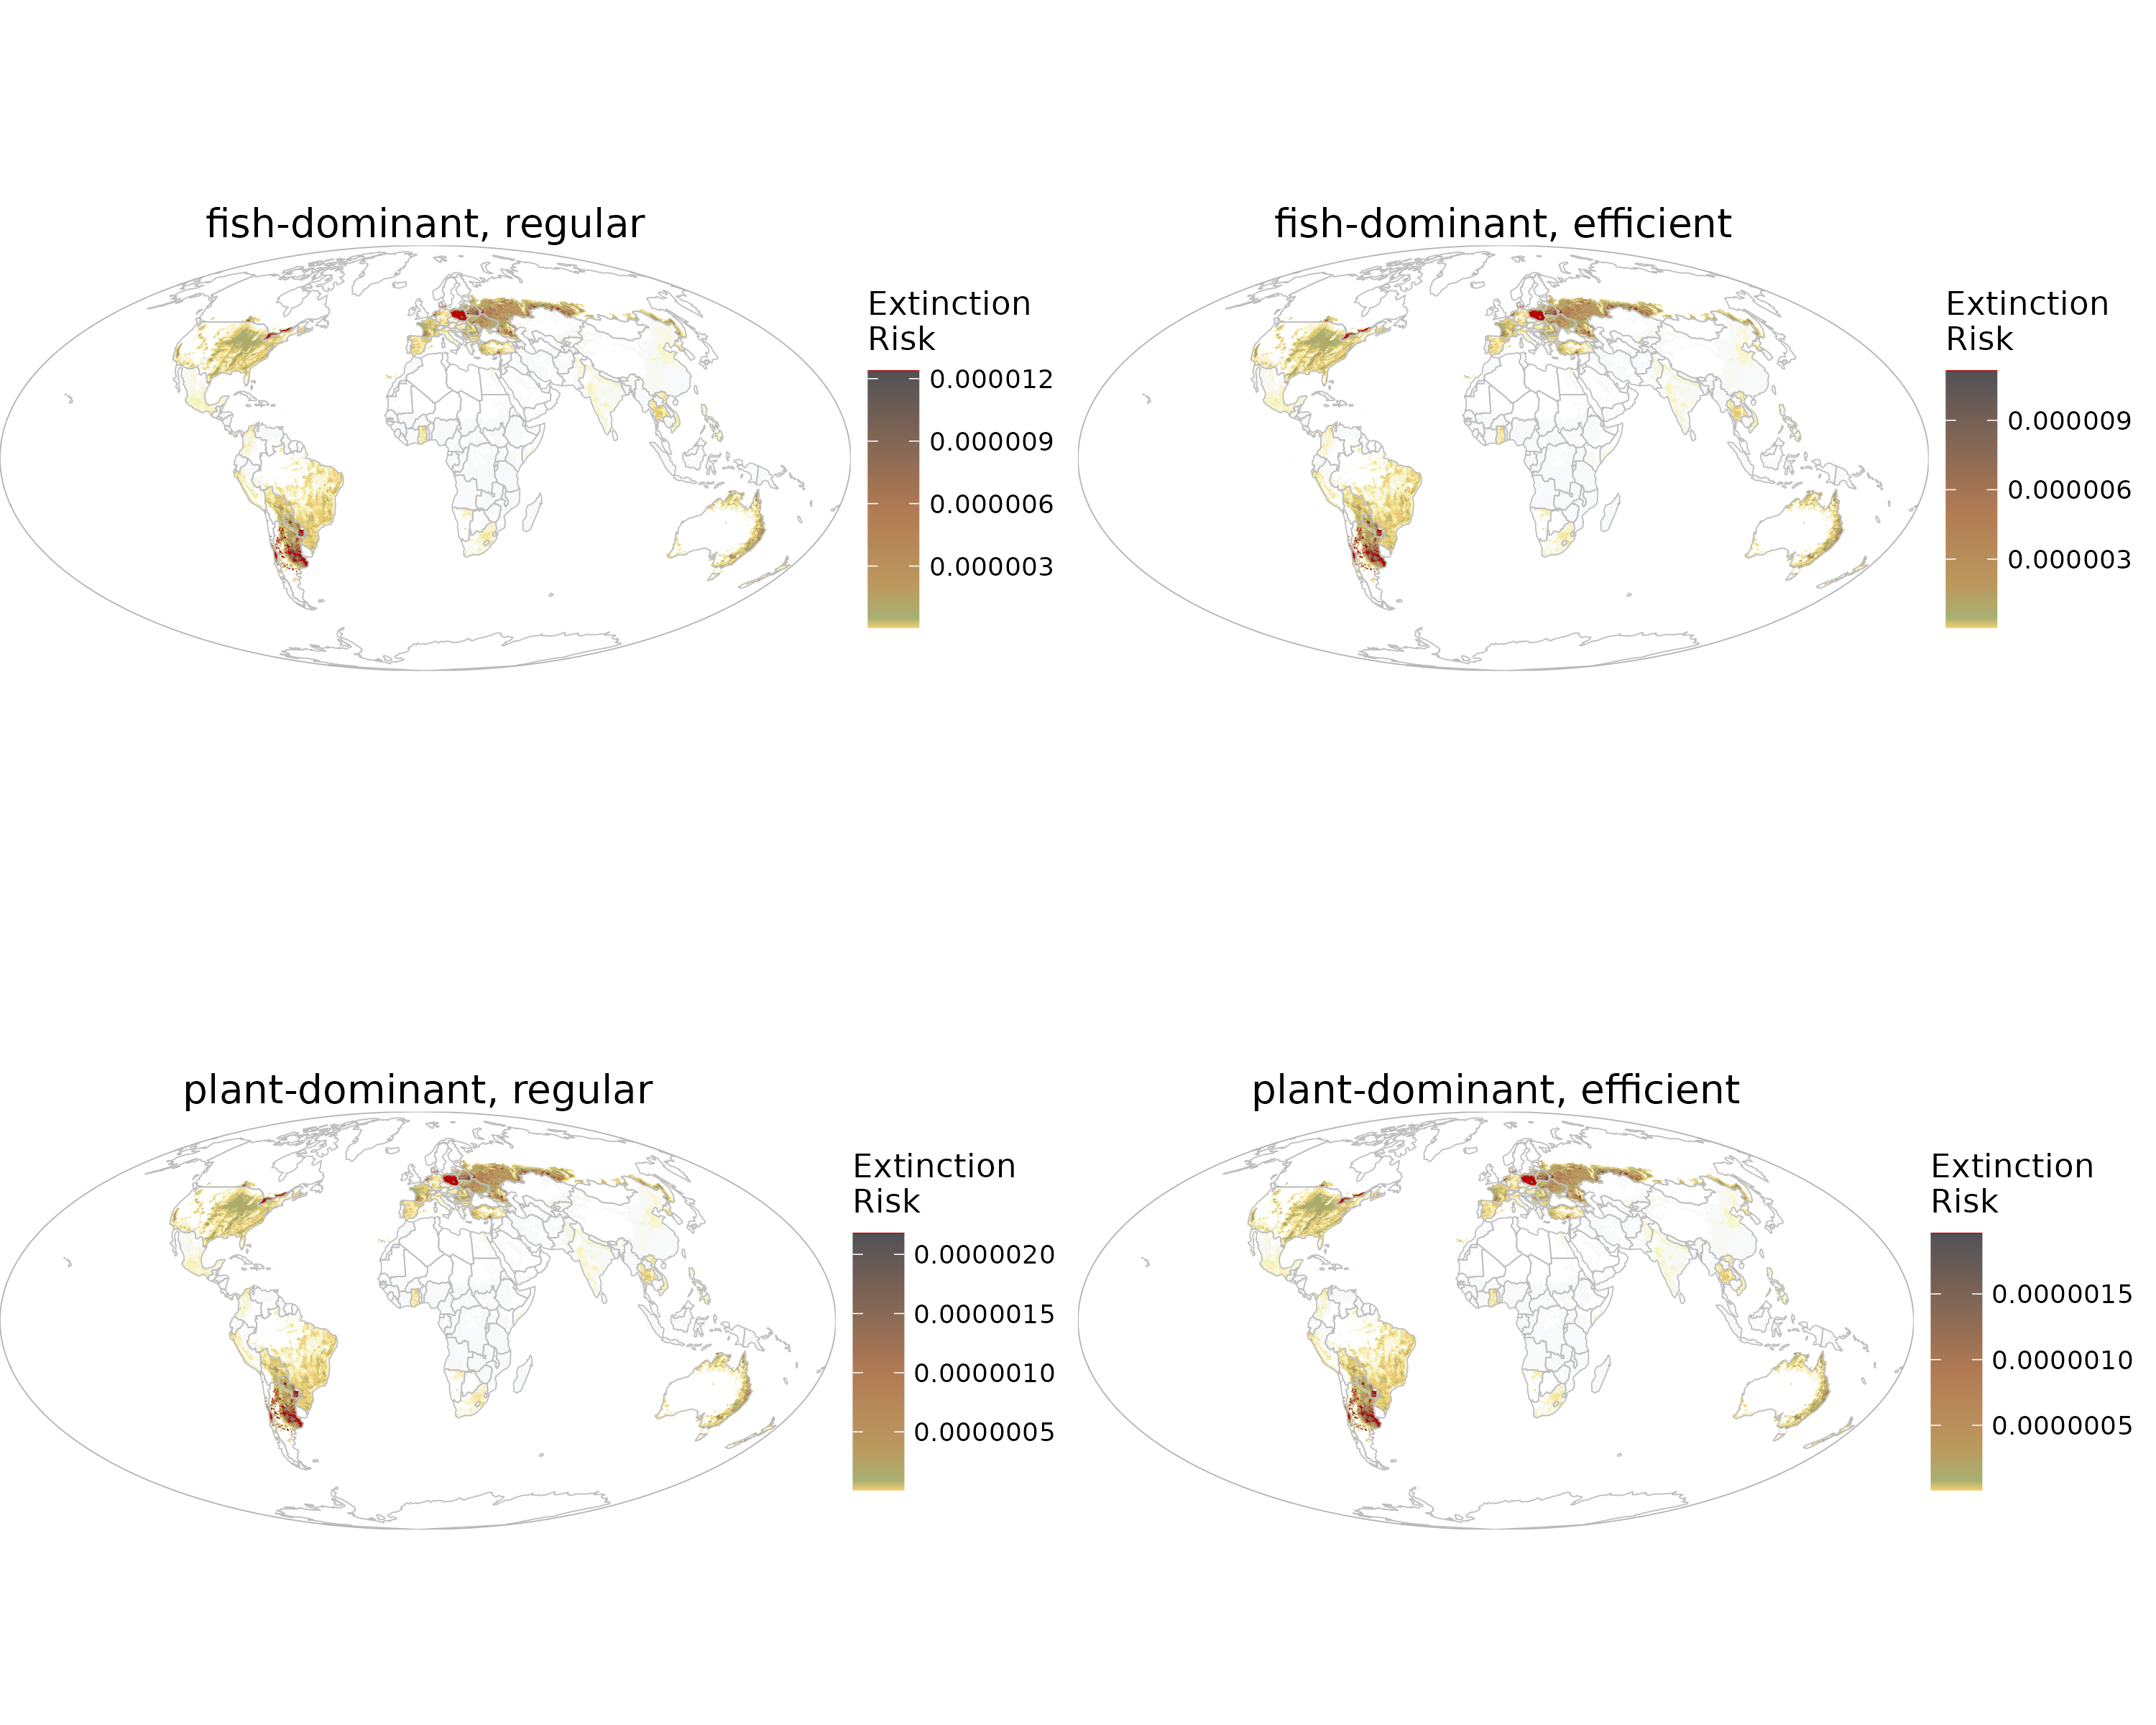 fish-dominant, regular
Extinction
Risk
0.000012
0.000009
0.000006
0.000003
fish-dominant, efficient
Extinction
Risk
0.000009
0.000006
0.000003
plant-dominant, regular
Extinction
Risk
0.0000020
0.0000015
0.0000010
0.0000005
plant-dominant, efficient
Extinction
Risk
0.0000015
0.0000010
0.0000005